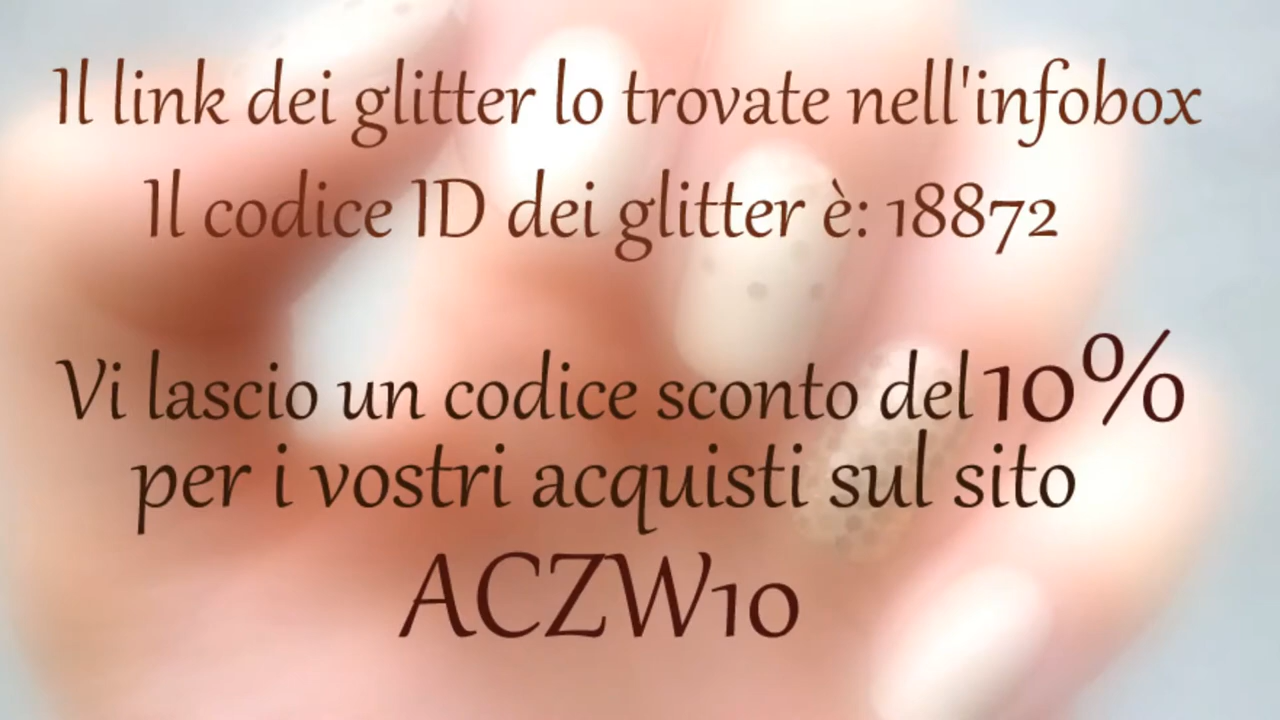 Il link dei glitter lo trovate nell'infobox
Il codice ID dei glitter è: 18872
Vi lascio un codice sconto del 10%
per i vostri acquisti sul sito
ACZW10